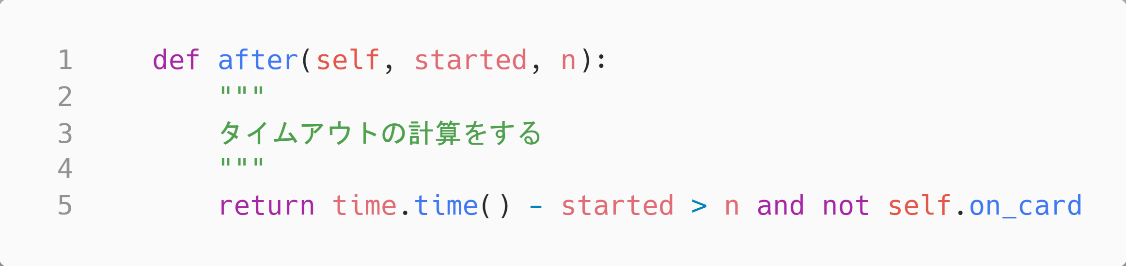 1 def after(self, started, n):
2 """
3 タイムアウトの計算をする
4 """
5 return time.time() - started > n and not self.on_card